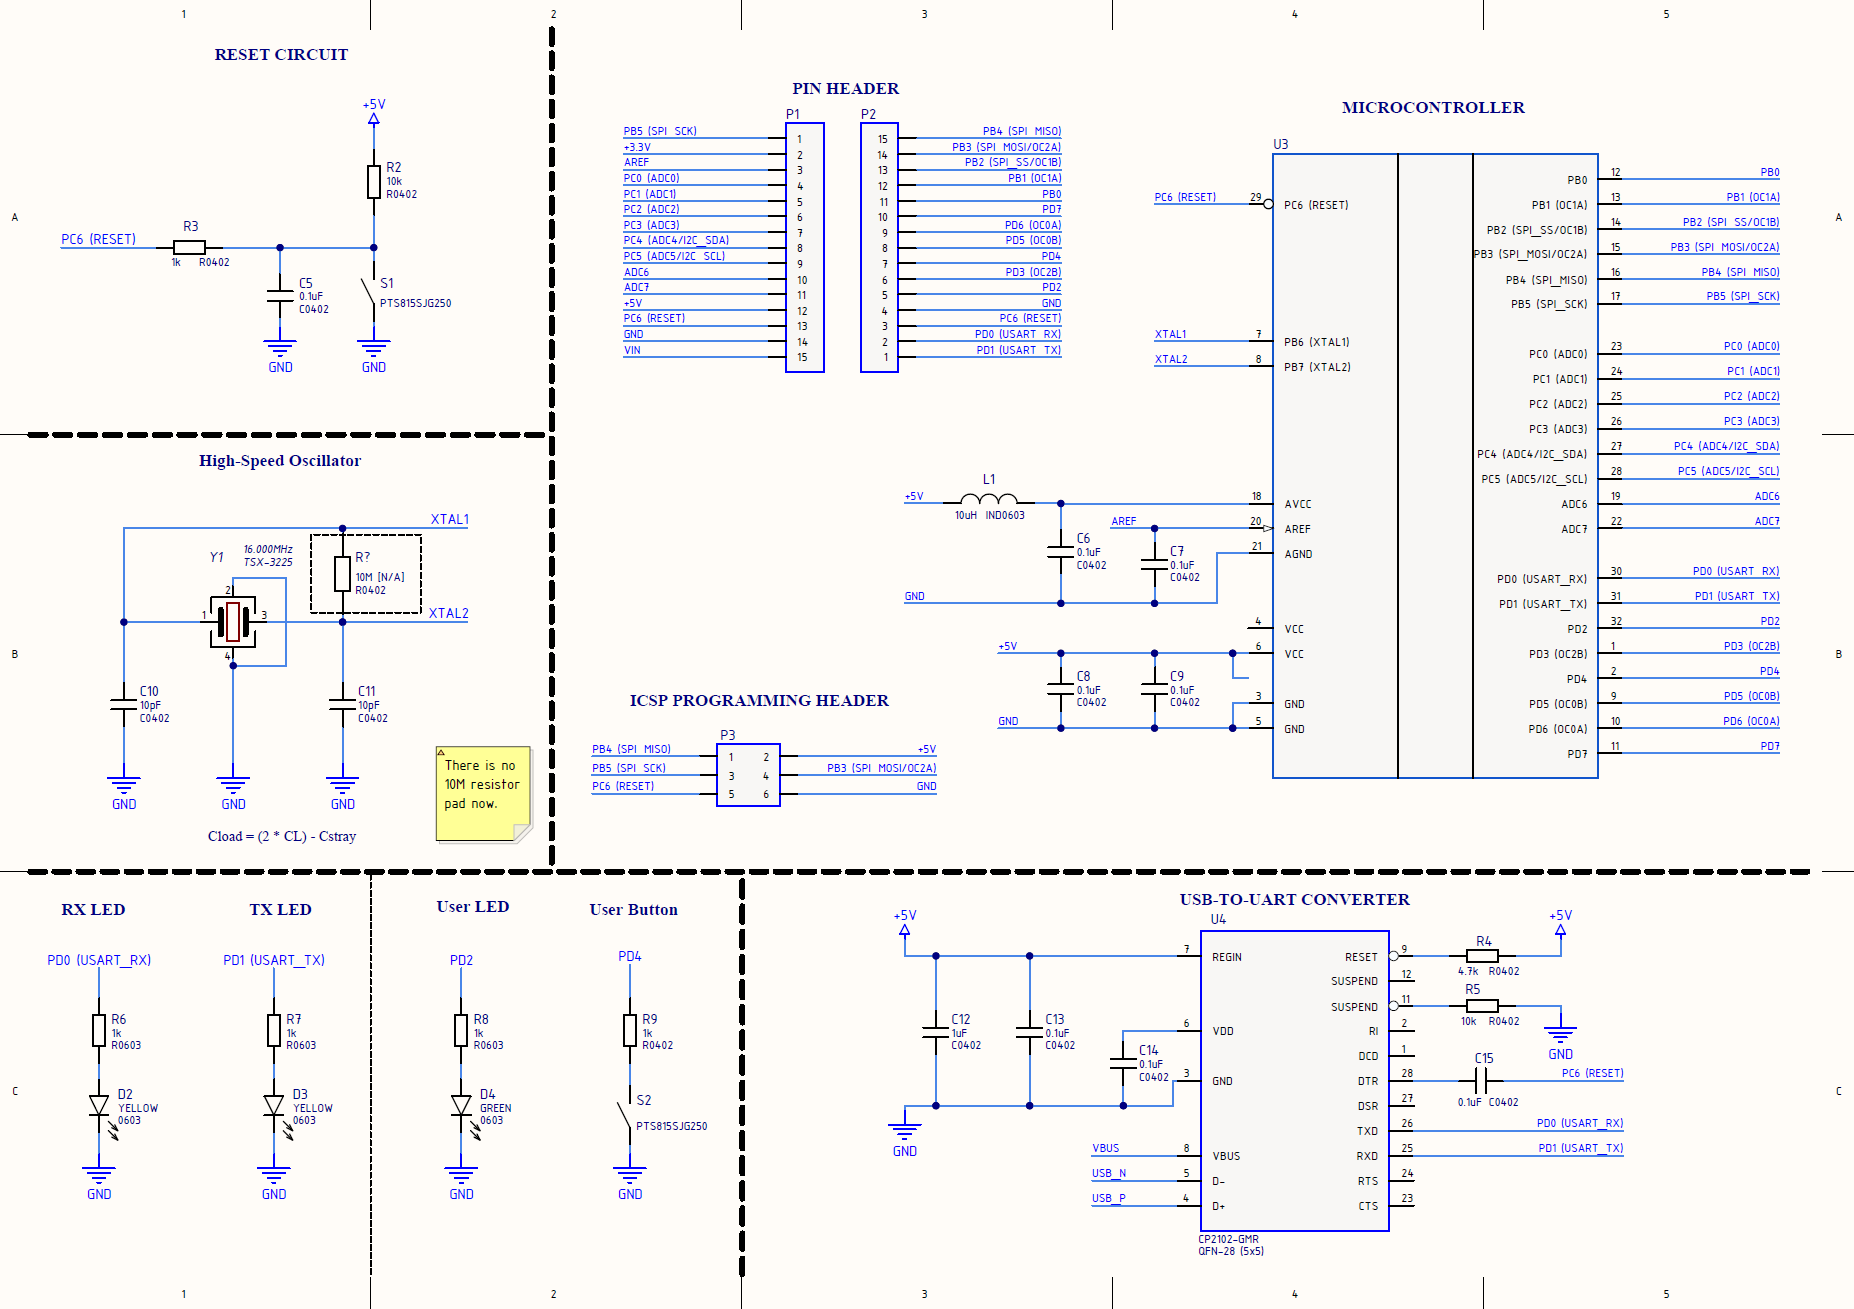 1
2
3
4
5
A
B
C
A
B
C
RESET CIRCUIT
+5V
R2
10k
R0402
R3
PC6 (RESET)
1k R0402
C5
0.1uF
C0402
S1
PTS815SJG250
GND
GND
PIN HEADER
P1
PB5 (SPI_SCK) 1
+3.3V 2
AREF 3
PC0 (ADC0) 4
PC1 (ADC1) 5
PC2 (ADC2) 6
PC3 (ADC3) 7
PC4 (ADC4/I2C_SDA) 8
PC5 (ADC5/I2C_SCL) 9
ADC6 10
ADC7 11
+5V 12
PC6 (RESET) 13
GND 14
VIN 15
P2
15 PB4 (SPI_MISO)
14 PB3 (SPI_MOSI/OC2A)
13 PB2 (SPI_SS/OC1B)
12 PB1 (OC1A)
11 PB0
10 PD7
9 PD6 (OC0A)
8 PD5 (OC0B)
7 PD4
6 PD3 (OC2B)
5 PD2
4 GND
3 PC6 (RESET)
2 PD0 (USART_RX)
1 PD1 (USART_TX)
MICROCONTROLLER
U3
PC6 (RESET) 29 PC6 (RESET)
XTAL1 7 PB6 (XTAL1)
XTAL2 8 PB7 (XTAL2)
+5V
L1
10uH IND0603
18 AVCC
AREF 20 AREF
21 AGND
C6
0.1uF
C0402
C7
0.1uF
C0402
GND
4 VCC
+5V 6 VCC
C8
0.1uF
C0402
C9
0.1uF
C0402
3 GND
GND 5 GND
PB0 12 PB0
PB1 (OC1A) 13 PB1 (OC1A)
PB2 (SPI_SS/OC1B) 14 PB2 (SPI_SS/OC1B)
PB3 (SPI_MOSI/OC2A) 15 PB3 (SPI_MOSI/OC2A)
PB4 (SPI_MISO) 16 PB4 (SPI_MISO)
PB5 (SPI_SCK) 17 PB5 (SPI_SCK)
PC0 (ADC0) 23 PC0 (ADC0)
PC1 (ADC1) 24 PC1 (ADC1)
PC2 (ADC2) 25 PC2 (ADC2)
PC3 (ADC3) 26 PC3 (ADC3)
PC4 (ADC4/I2C_SDA) 27 PC4 (ADC4/I2C_SDA)
PC5 (ADC5/I2C_SCL) 28 PC5 (ADC5/I2C_SCL)
ADC6 19 ADC6
ADC7 22 ADC7
PD0 (USART_RX) 30 PD0 (USART_RX)
PD1 (USART_TX) 31 PD1 (USART_TX)
PD2 32 PD2
PD3 (OC2B) 1 PD3 (OC2B)
PD4 2 PD4
PD5 (OC0B) 9 PD5 (OC0B)
PD6 (OC0A) 10 PD6 (OC0A)
PD7 11 PD7
High-Speed Oscillator
XTAL1
Y1
16.000MHz
TSX-3225
1
2
3
4
R?
10M [N/A]
R0402
XTAL2
C10
10pF
C0402
C11
10pF
C0402
GND
GND
GND
There is no
10M resistor
pad now.
Cload = (2 * CL) - Cstray
ICSP PROGRAMMING HEADER
P3
PB4 (SPI_MISO) 1 2 +5V
PB5 (SPI_SCK) 3 4 PB3 (SPI_MOSI/OC2A)
PC6 (RESET) 5 6 GND
RX LED
PD0 (USART_RX)
R6
1k
R0603
D2
YELLOW
0603
GND
TX LED
PD1 (USART_TX)
R7
1k
R0603
D3
YELLOW
0603
GND
User LED
PD2
R8
1k
R0603
D4
GREEN
0603
GND
User Button
PD4
R9
1k
R0402
S2
PTS815SJG250
GND
USB-TO-UART CONVERTER
U4
+5V
7 REGIN
6 VDD
3 GND
C12
1uF
C0402
C13
0.1uF
C0402
C14
0.1uF
C0402
GND
VBUS 8 VBUS
USB_N 5 D-
USB_P 4 D+
RESET 9
R4
4.7k R0402
+5V
SUSPEND 12
SUSPEND 11
R5
10k R0402
GND
RI 2
DCD 1
DTR 28
C15
0.1uF C0402
PC6 (RESET)
DSR 27
TXD 26 PD0 (USART_RX)
RXD 25 PD1 (USART_TX)
RTS 24
CTS 23
CP2102-GMR
QFN-28 (5x5)
1
2
3
4
5